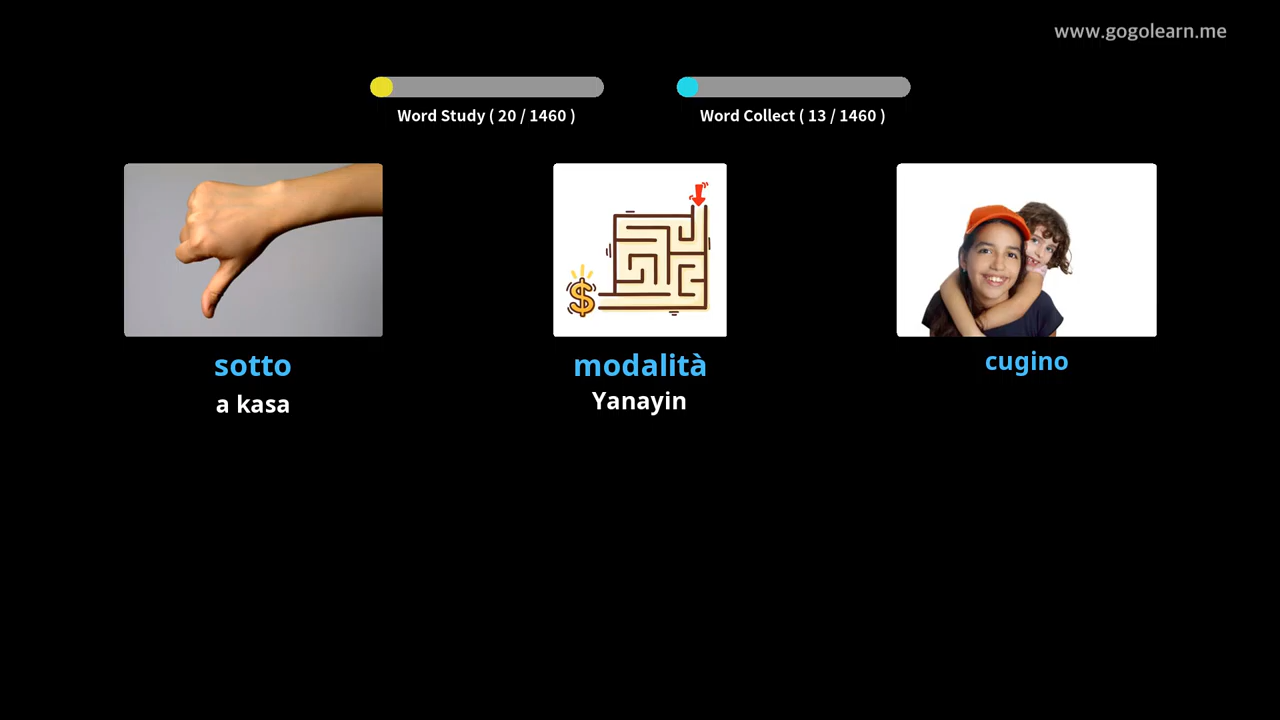 www.gogolearn.me
Word Study ( 20 / 1460 )
Word Collect ( 13 / 1460 )
sotto
a kasa
modalità
Yanayin
cugino
$